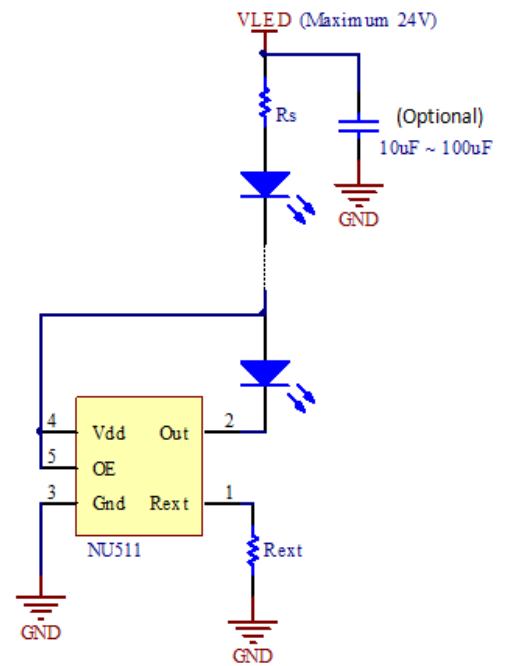 VLED (Maximum 24V)
Rs
(Optional)
10uF ~ 100uF
GND
4 Vdd Out 2
5 OE
3 Gnd Rext 1
NU511
Rext
GND
GND